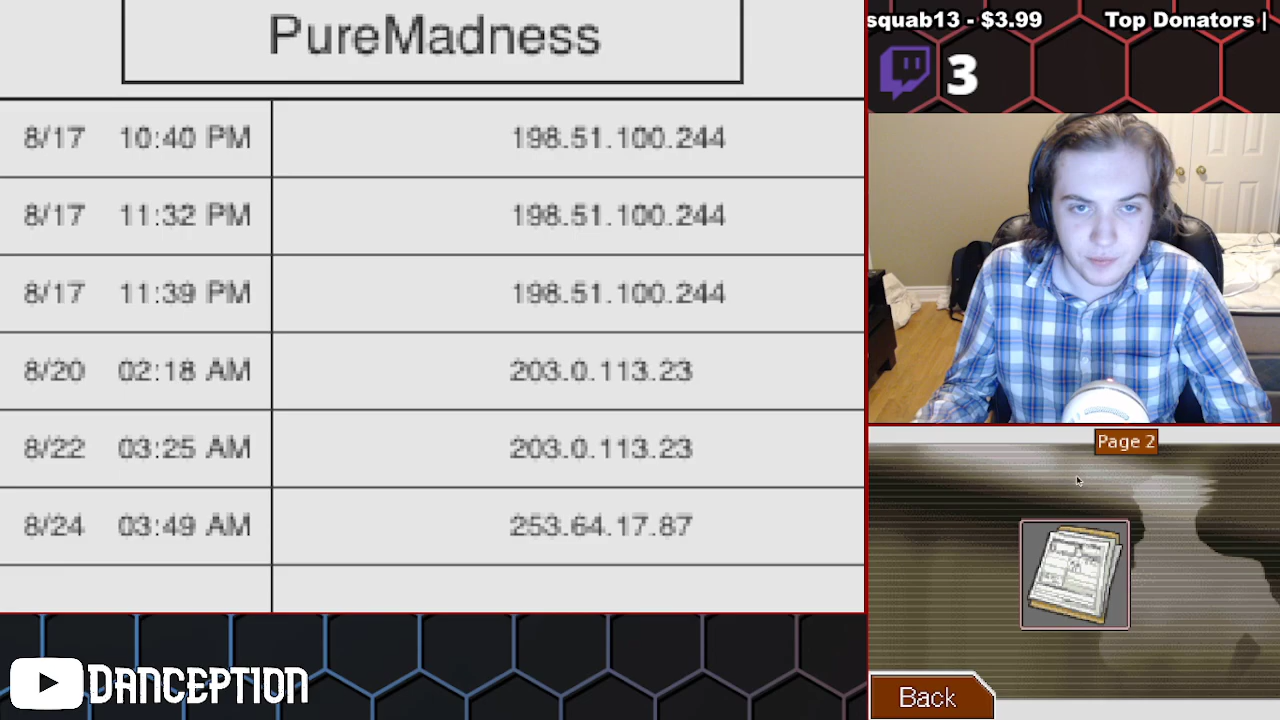 PureMadness
8/17 10:40 PM 198.51.100.244
8/17 11:32 PM 198.51.100.244
8/17 11:39 PM 198.51.100.244
8/20 02:18 AM 203.0.113.23
8/22 03:25 AM 203.0.113.23
8/24 03:49 AM 253.64.17.87
DANCEPTION
squab13 - $3.99 Top Donators |
3
Page 2
Back